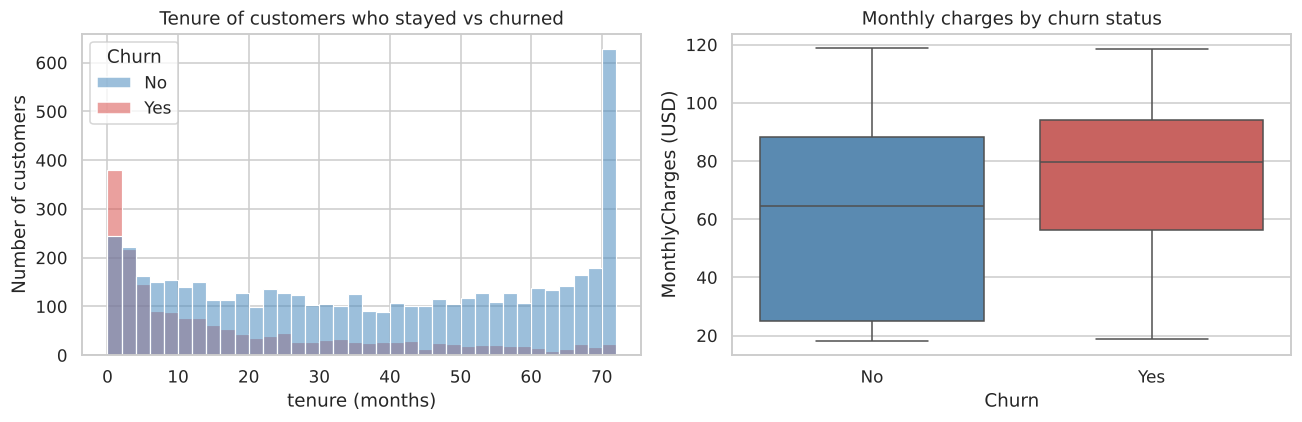 Tenure of customers who stayed vs churned
Number of customers
600
500
400
300
200
100
0
Churn
No
Yes
0 10 20 30 40 50 60 70
tenure (months)
Monthly charges by churn status
MonthlyCharges (USD)
120
100
80
60
40
20
No Yes
Churn